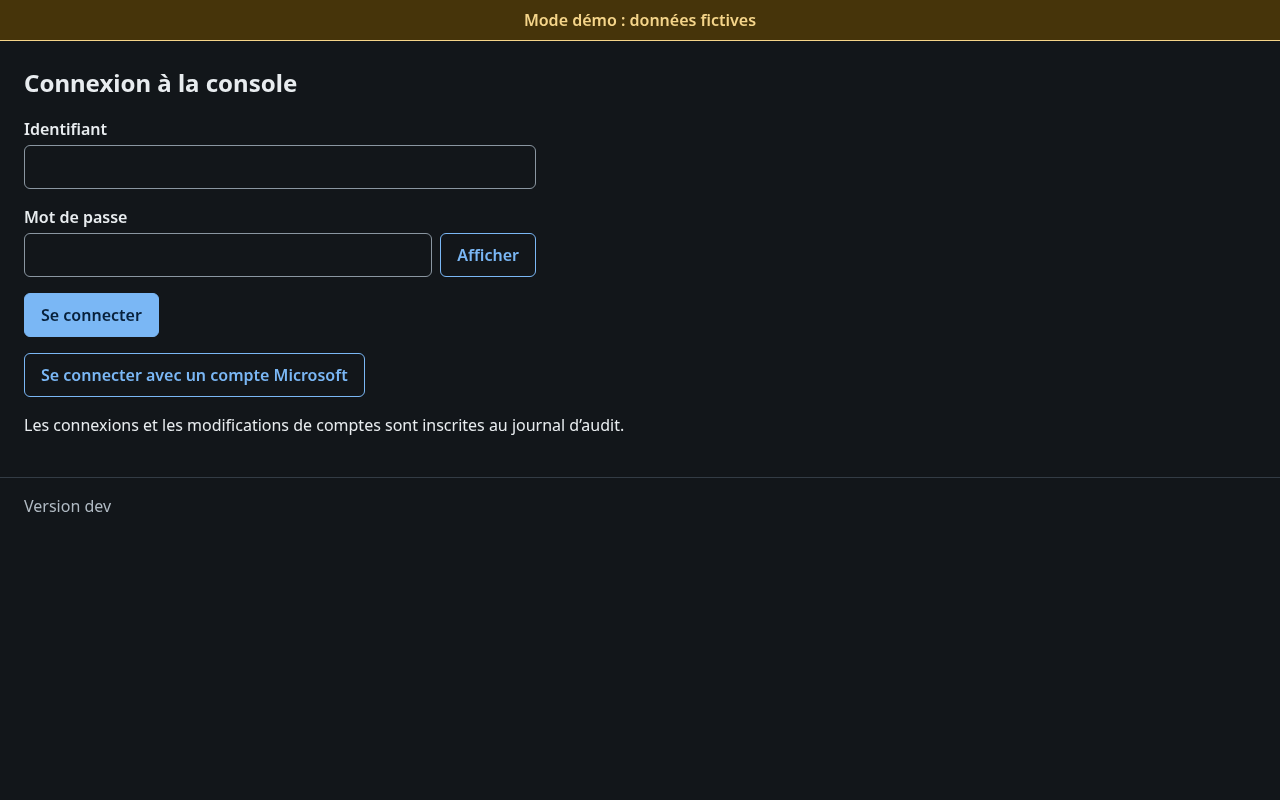 Mode démo : données fictives
Connexion à la console
Identifiant
Mot de passe
Afficher
Se connecter
Se connecter avec un compte Microsoft
Les connexions et les modifications de comptes sont inscrites au journal d’audit.
Version dev